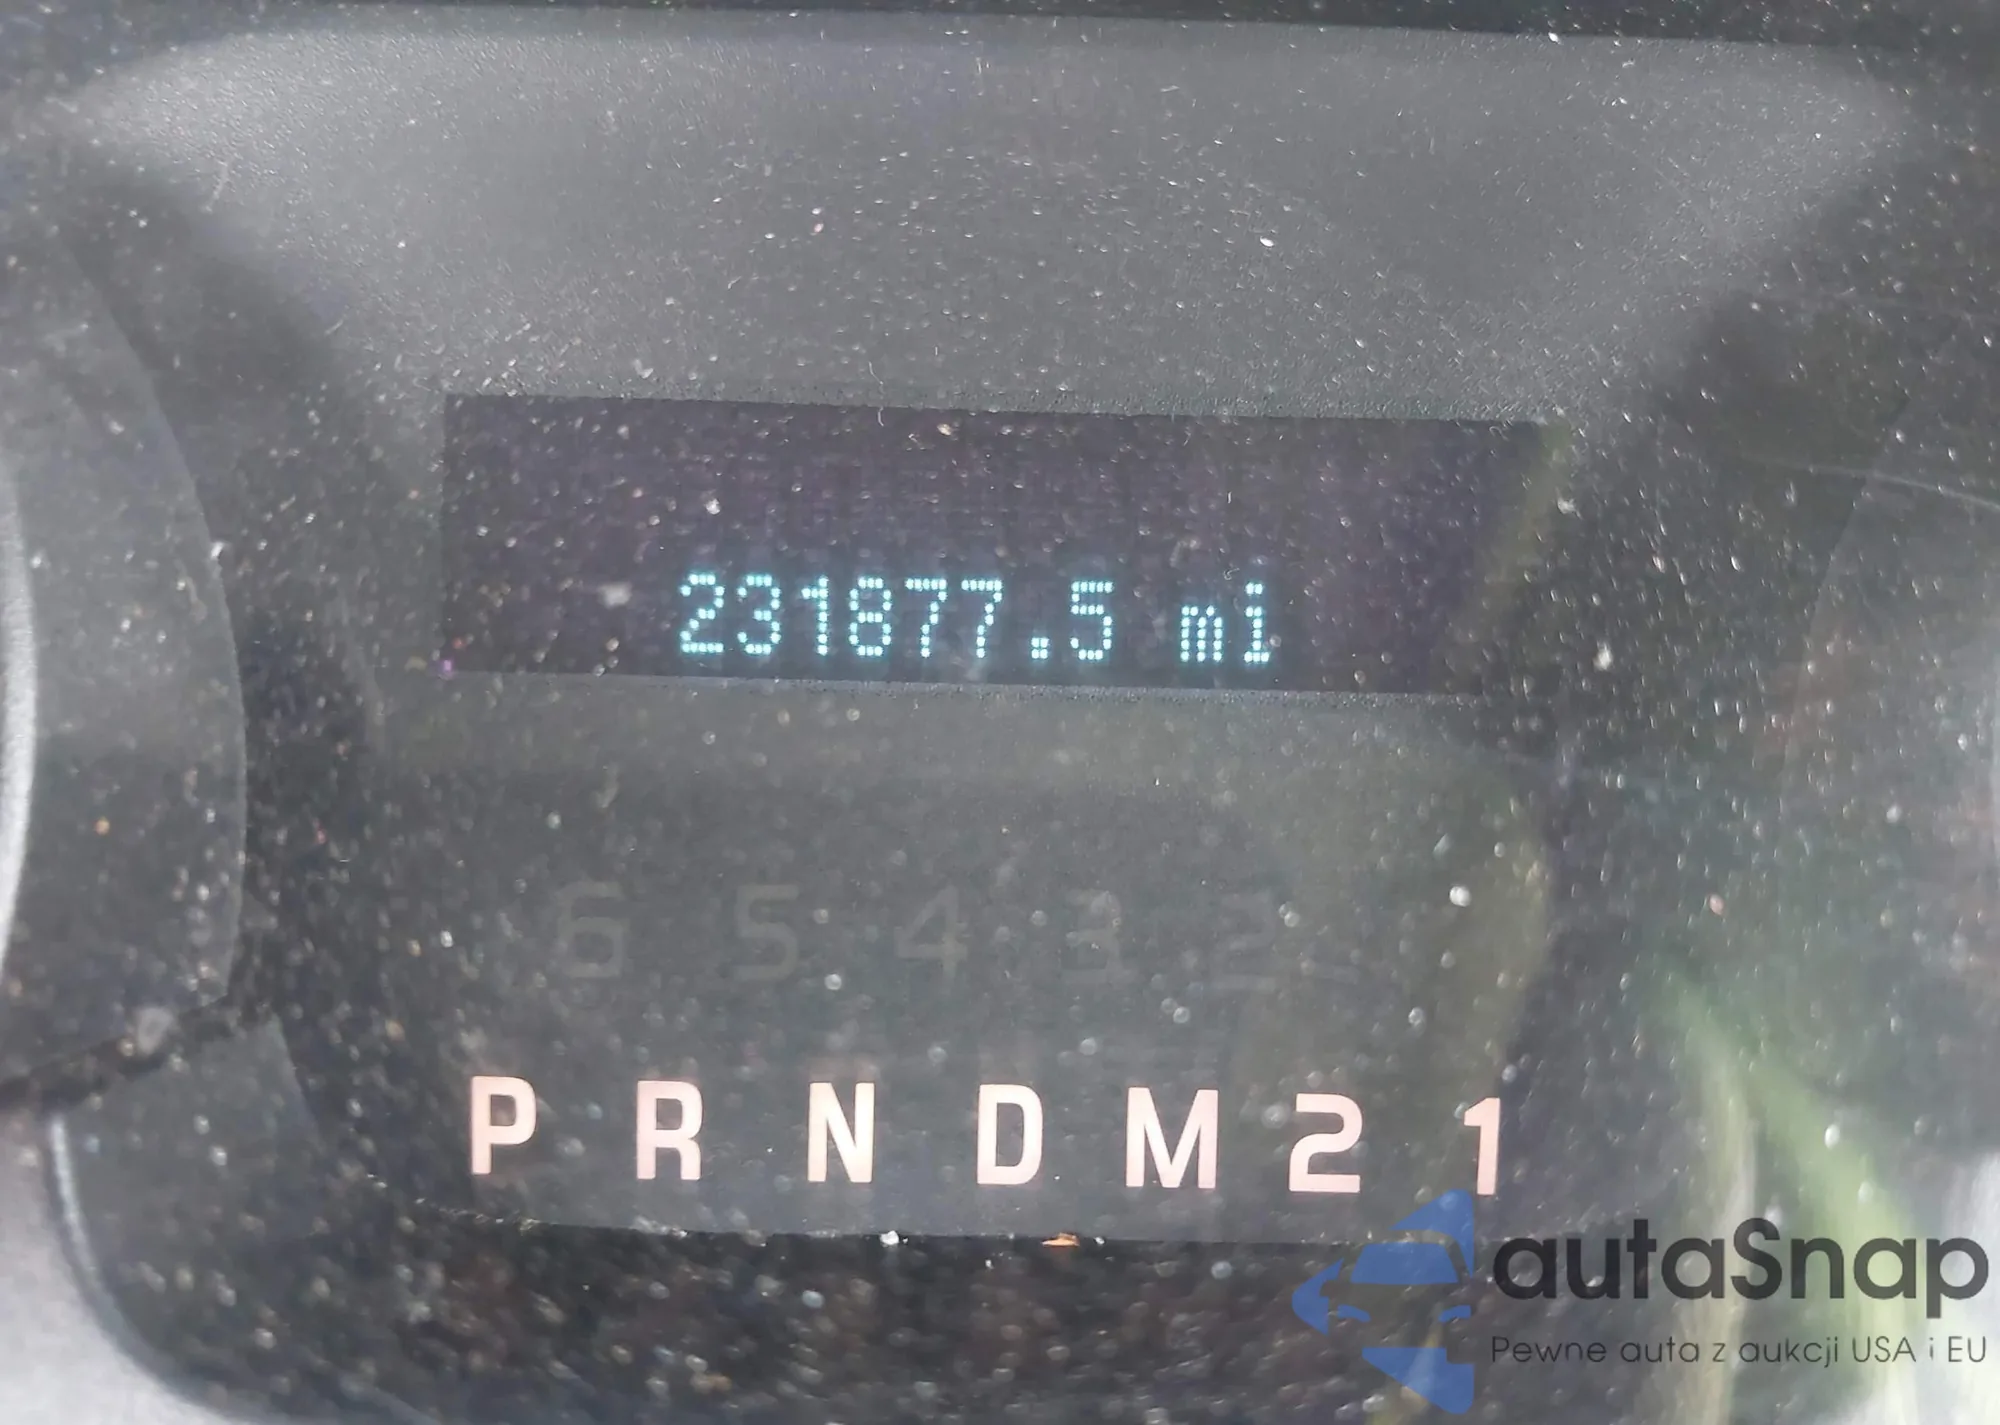 231877.5 mi
6 5 4 3 2
P R N D M 2 1
autaSnap
Pewne auta z aukcji USA i EU